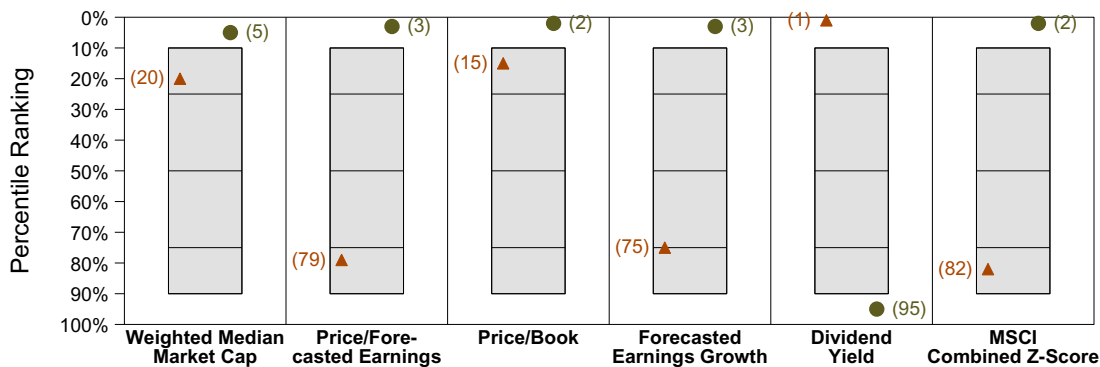 Percentile Ranking
0%
10%
20%
30%
40%
50%
60%
70%
80%
90%
100%
(20)
(5)
(79)
(3)
(15)
(2)
(75)
(3)
(1)
(95)
(82)
(2)
Weighted Median
Market Cap
Price/Fore-
casted Earnings
Price/Book
Forecasted
Earnings Growth
Dividend
Yield
MSCI
Combined Z-Score